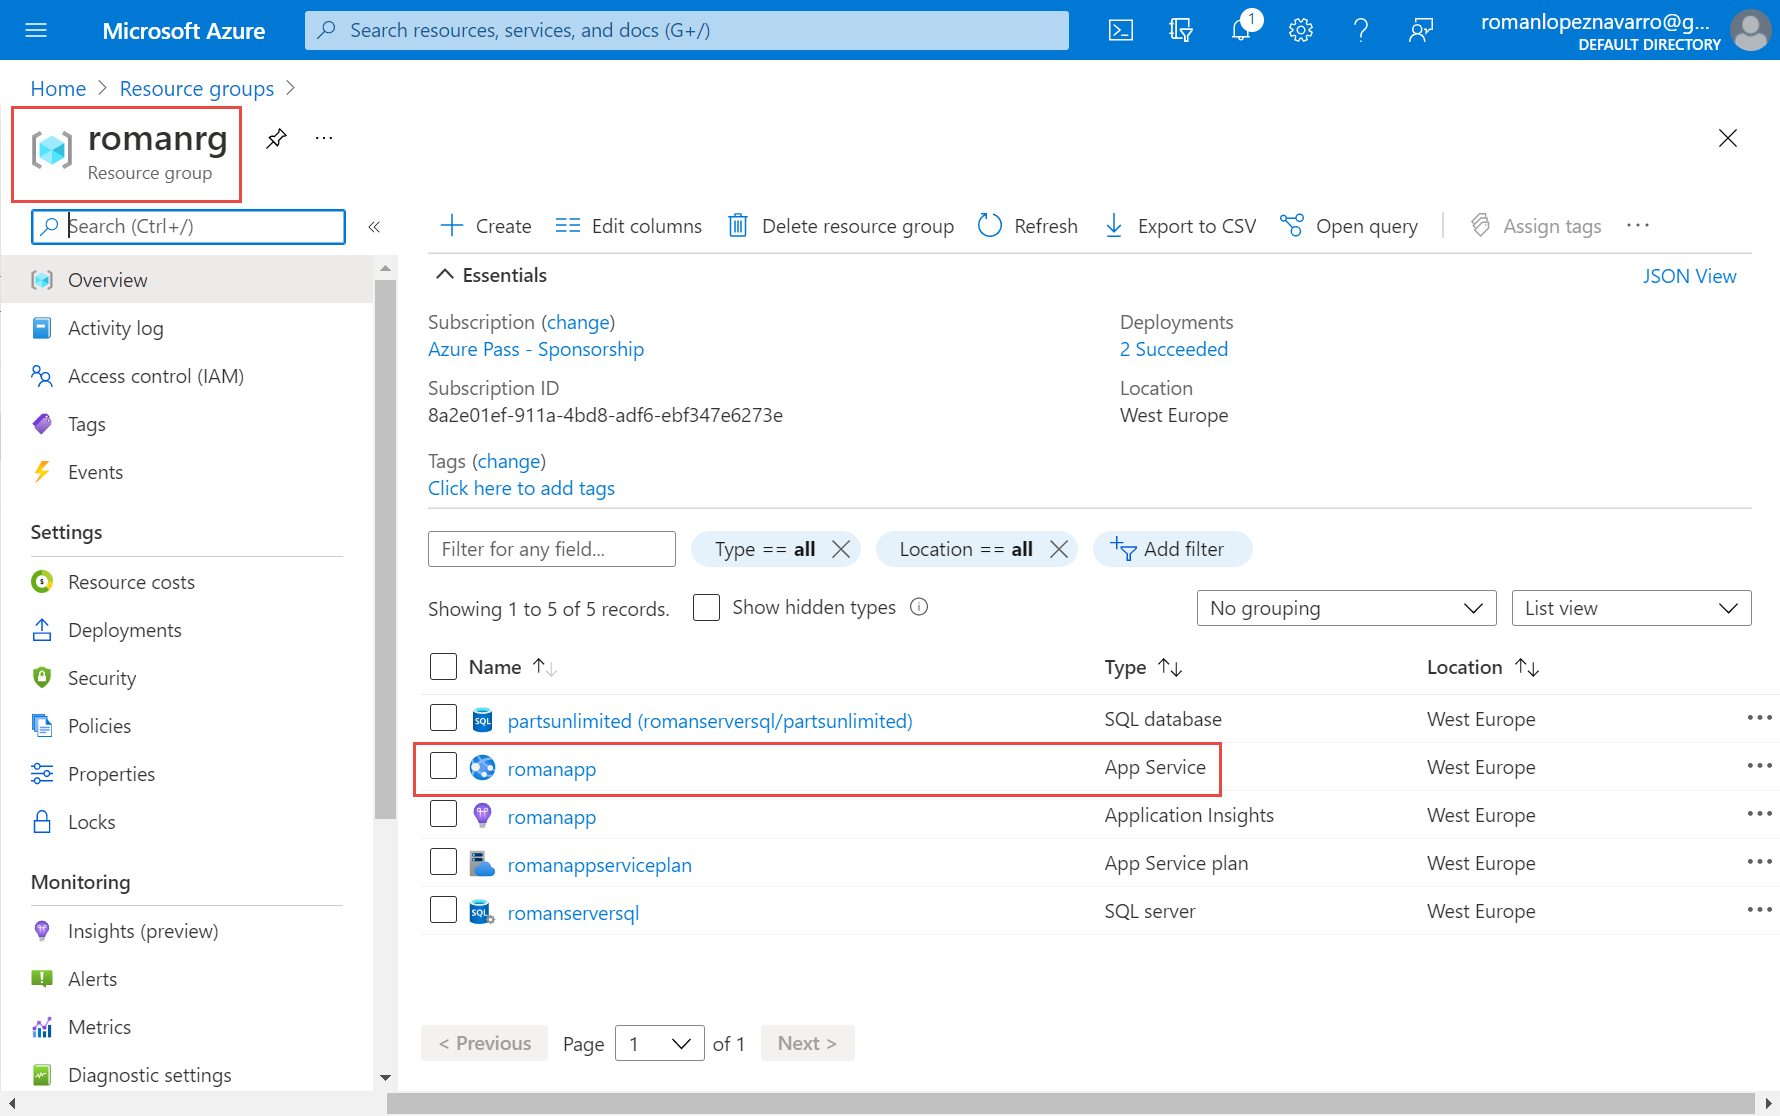 Microsoft Azure
Search resources, services, and docs (G+/)
1
romanlopeznavarro@g...
DEFAULT DIRECTORY
Home > Resource groups >
romanrg
Resource group
Search (Ctrl+/)
Create
Edit columns
Delete resource group
Refresh
Export to CSV
Open query
Assign tags
Overview
Activity log
Access control (IAM)
Tags
Events
Settings
Resource costs
Deployments
Security
Policies
Properties
Locks
Monitoring
Insights (preview)
Alerts
Metrics
Diagnostic settings
Essentials
JSON View
Subscription (change)
Azure Pass - Sponsorship
Subscription ID
8a2e01ef-911a-4bd8-adf6-ebf347e6273e
Deployments
2 Succeeded
Location
West Europe
Tags (change)
Click here to add tags
Filter for any field...
Type == all
Location == all
Add filter
Showing 1 to 5 of 5 records.
Show hidden types
No grouping
List view
Name Type Location
partsunlimited (romanserversql/partsunlimited) SQL database West Europe
romanapp App Service West Europe
romanapp Application Insights West Europe
romanappserviceplan App Service plan West Europe
romanserversql SQL server West Europe
< Previous Page 1 of 1 Next >